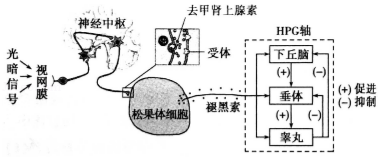 神经中枢
去甲肾上腺素
受体
光暗信号
视网膜
松果体细胞
褪黑素
HPG轴
下丘脑
(+)
(−)
(−)
垂体
(+)
(−)
睾丸
(+) 促进
(−) 抑制